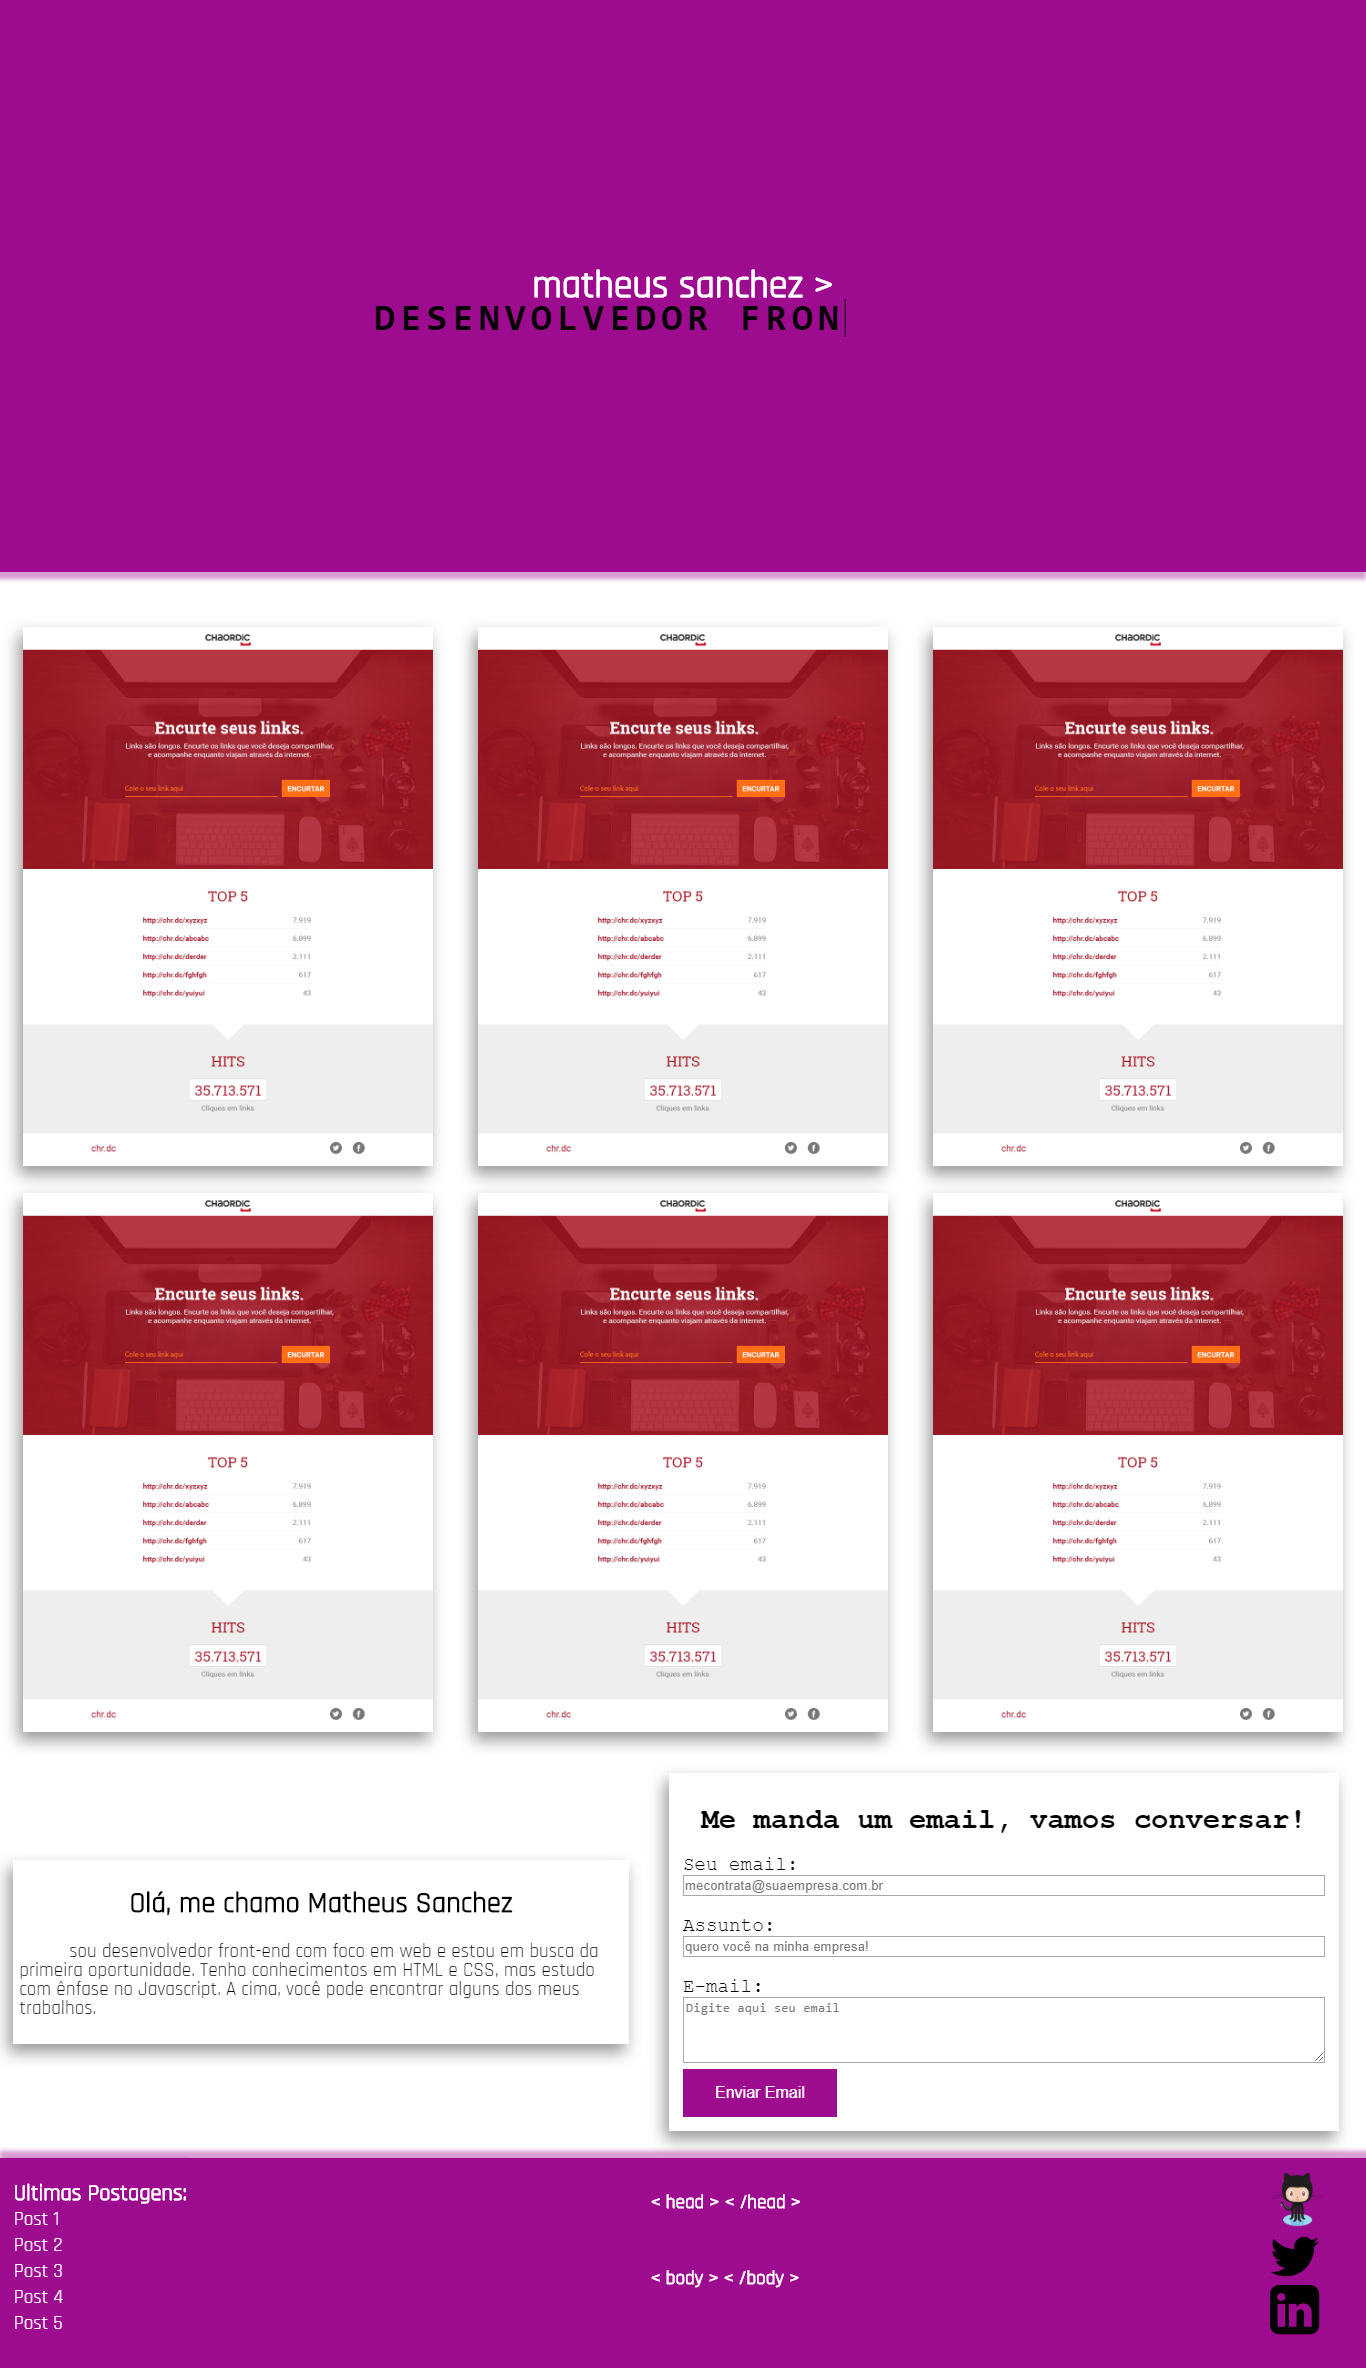 matheus sanchez >
DESENVOLVEDOR FRON
CHAORDIC CHAORDIC CHAORDIC
Encurte seus links. Encurte seus links. Encurte seus links.
Links são longos. Encurte os links que você deseja compartilhar, Links são longos. Encurte os links que você deseja compartilhar, Links são longos. Encurte os links que você deseja compartilhar,
e acompanhe enquanto viajam através da internet. e acompanhe enquanto viajam através da internet. e acompanhe enquanto viajam através da internet.
Cole o seu link aqui ENCURTAR Cole o seu link aqui ENCURTAR Cole o seu link aqui ENCURTAR
TOP 5 TOP 5 TOP 5
http://chr.dc/xyzxyz 7.919 http://chr.dc/xyzxyz 7.919 http://chr.dc/xyzxyz 7.919
http://chr.dc/abcabc 6.899 http://chr.dc/abcabc 6.899 http://chr.dc/abcabc 6.899
http://chr.dc/derder 2.111 http://chr.dc/derder 2.111 http://chr.dc/derder 2.111
http://chr.dc/fghfgh 617 http://chr.dc/fghfgh 617 http://chr.dc/fghfgh 617
http://chr.dc/yuiyui 43 http://chr.dc/yuiyui 43 http://chr.dc/yuiyui 43
HITS HITS HITS
35.713.571 35.713.571 35.713.571
Cliques em links Cliques em links Cliques em links
chr.dc chr.dc chr.dc
CHAORDIC CHAORDIC CHAORDIC
Encurte seus links. Encurte seus links. Encurte seus links.
Links são longos. Encurte os links que você deseja compartilhar, Links são longos. Encurte os links que você deseja compartilhar, Links são longos. Encurte os links que você deseja compartilhar,
e acompanhe enquanto viajam através da internet. e acompanhe enquanto viajam através da internet. e acompanhe enquanto viajam através da internet.
Cole o seu link aqui ENCURTAR Cole o seu link aqui ENCURTAR Cole o seu link aqui ENCURTAR
TOP 5 TOP 5 TOP 5
http://chr.dc/xyzxyz 7.919 http://chr.dc/xyzxyz 7.919 http://chr.dc/xyzxyz 7.919
http://chr.dc/abcabc 6.899 http://chr.dc/abcabc 6.899 http://chr.dc/abcabc 6.899
http://chr.dc/derder 2.111 http://chr.dc/derder 2.111 http://chr.dc/derder 2.111
http://chr.dc/fghfgh 617 http://chr.dc/fghfgh 617 http://chr.dc/fghfgh 617
http://chr.dc/yuiyui 43 http://chr.dc/yuiyui 43 http://chr.dc/yuiyui 43
HITS HITS HITS
35.713.571 35.713.571 35.713.571
Cliques em links Cliques em links Cliques em links
chr.dc chr.dc chr.dc
Olá, me chamo Matheus Sanchez
sou desenvolvedor front-end com foco em web e estou em busca da
primeira oportunidade. Tenho conhecimentos em HTML e CSS, mas estudo
com ênfase no Javascript. A cima, você pode encontrar alguns dos meus
trabalhos.
Me manda um email, vamos conversar!
Seu email:
mecontrata@suaempresa.com.br
Assunto:
quero você na minha empresa!
E-mail:
Digite aqui seu email
Enviar Email
Ultimas Postagens:
Post 1
Post 2
Post 3
Post 4
Post 5
< head > < /head >
< body > < /body >
in